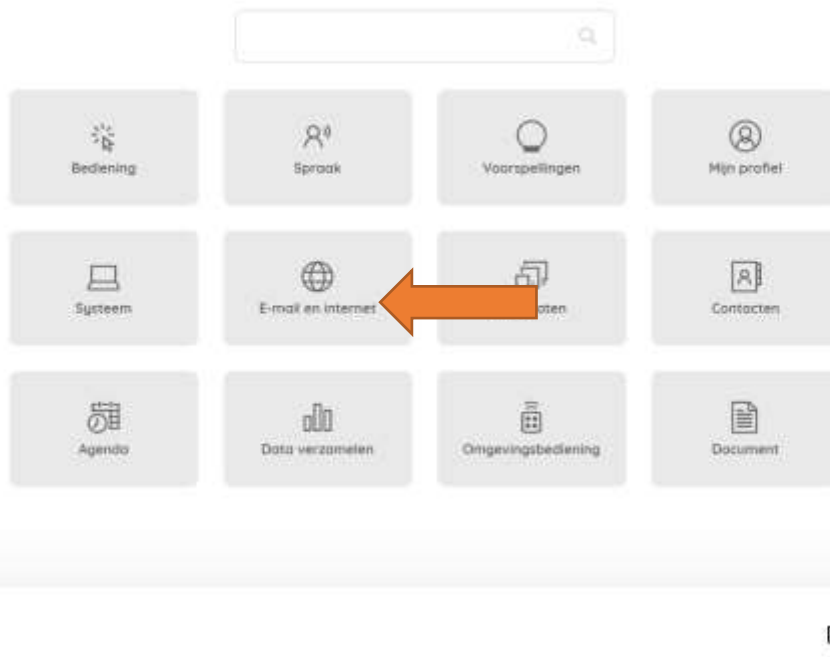 Bediening
Spraak
Voorspellingen
Mijn profiel
Systeem
E-mail en internet
Contacten
Agenda
Data verzamelen
Omgevingsbediening
Document